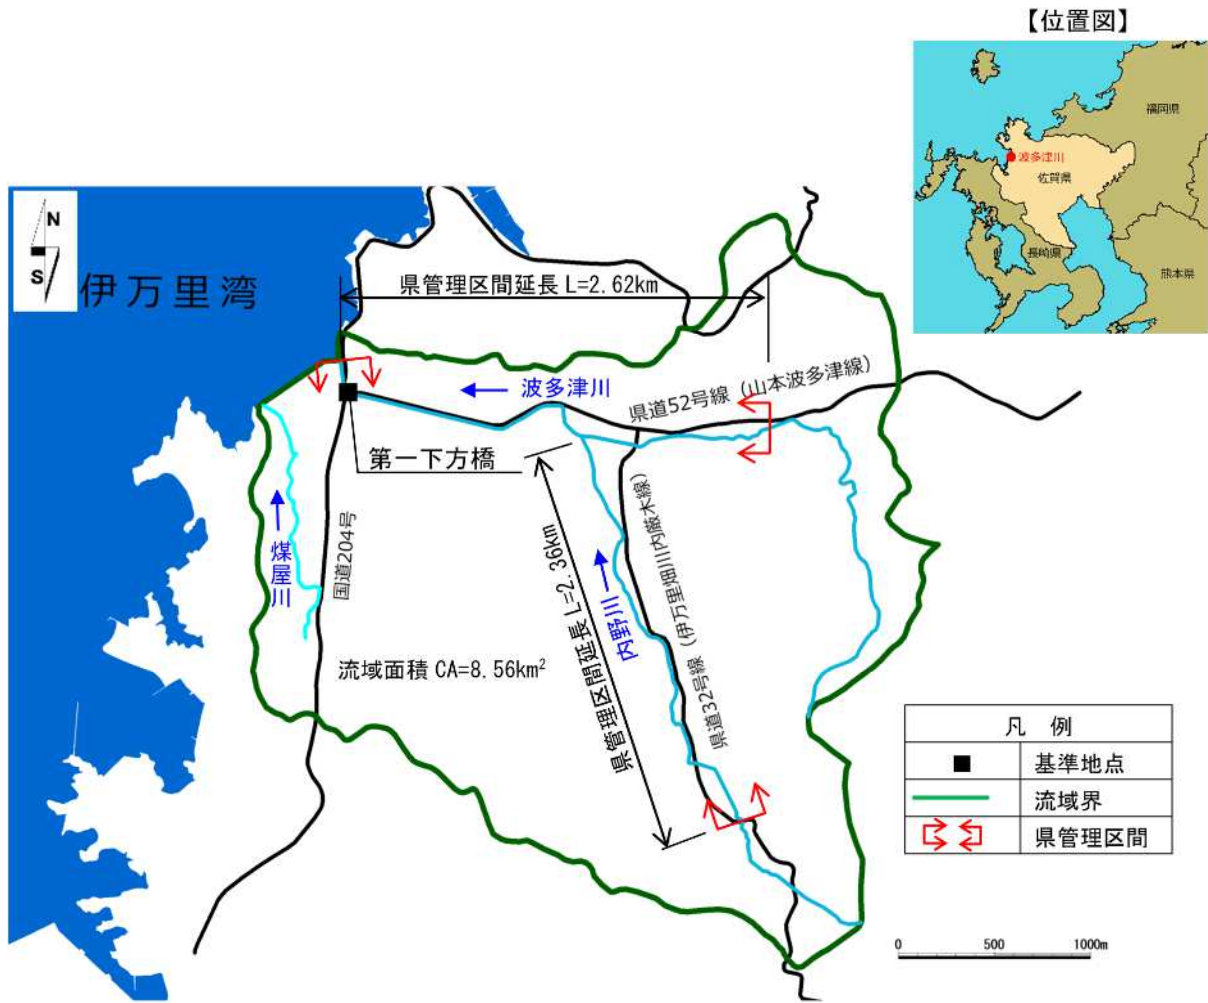 【位置図】
福岡県
波多津川
佐賀県
長崎県
熊本県
N
S
伊万里湾
県管理区間延長 L=2.62km
波多津川
県道52号線（山本波多津線）
第一下方橋
国道204号
煤屋川
県管理区間延長 L=2.36km
内野川
県道32号線（伊万里畑川内厳木線）
流域面積 CA=8.56km²
凡 例
基準地点
流域界
県管理区間
0 500 1000m